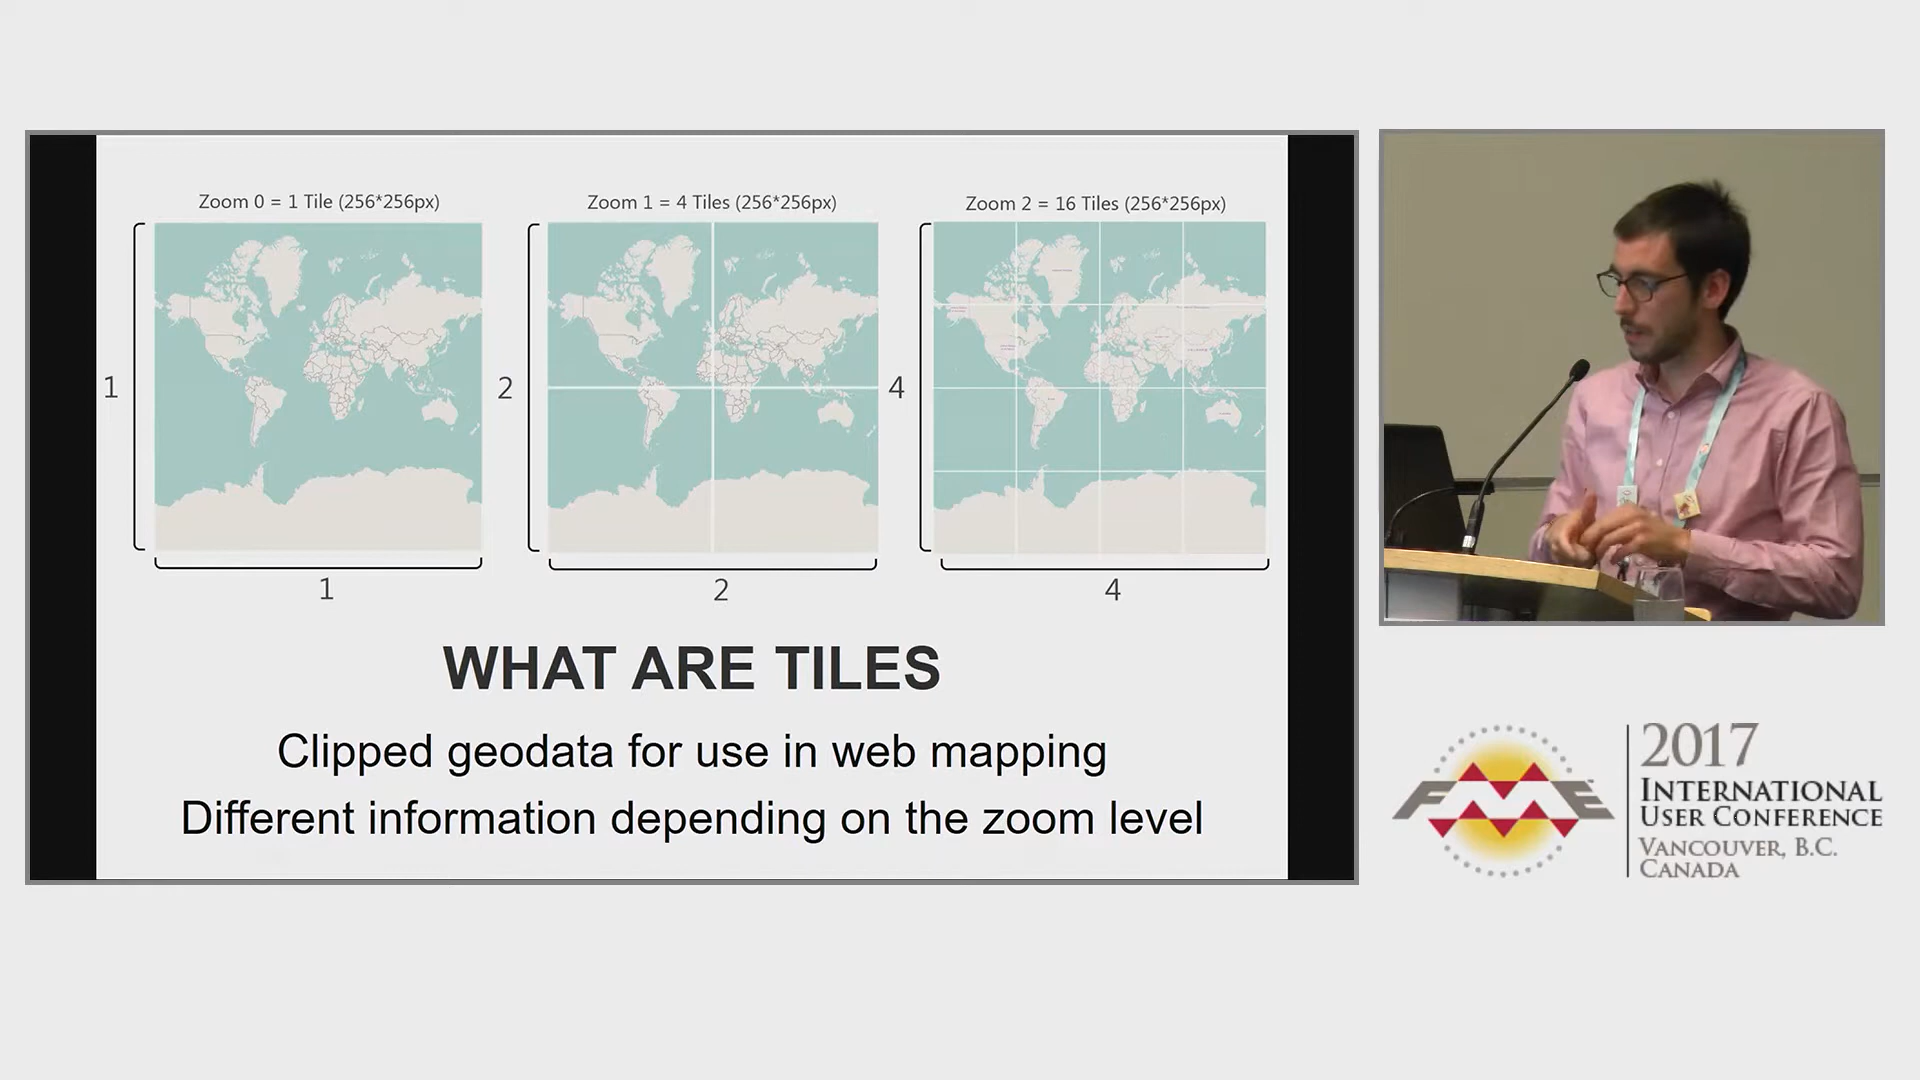 Zoom 0 = 1 Tile (256*256px)
Zoom 1 = 4 Tiles (256*256px)
Zoom 2 = 16 Tiles (256*256px)
1
2
4
1
2
4
WHAT ARE TILES
Clipped geodata for use in web mapping
Different information depending on the zoom level
FME
2017
INTERNATIONAL
USER CONFERENCE
VANCOUVER, B.C.
CANADA